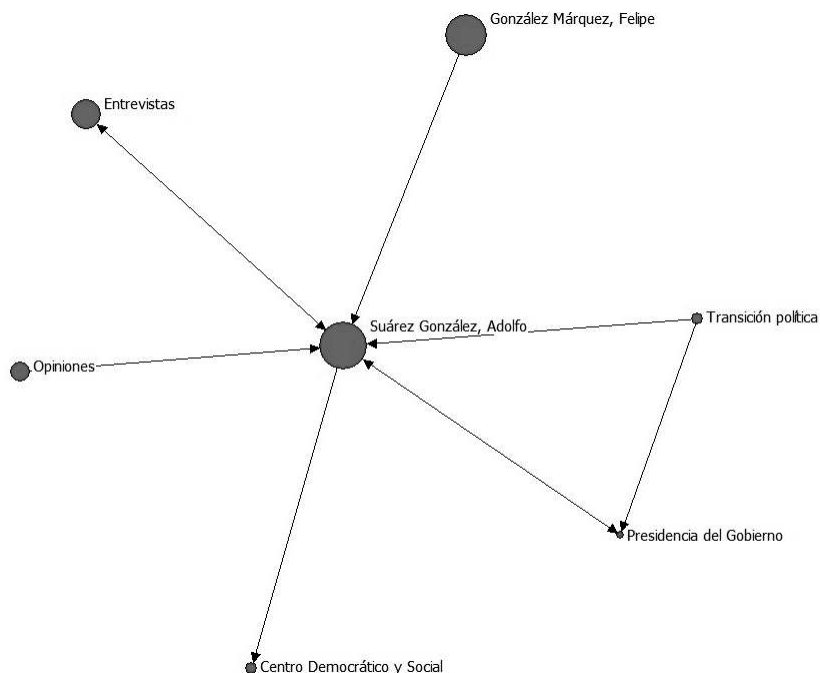 González Márquez, Felipe
Entrevistas
Suárez González, Adolfo
Transición política
Opiniones
Presidencia del Gobierno
Centro Democrático y Social